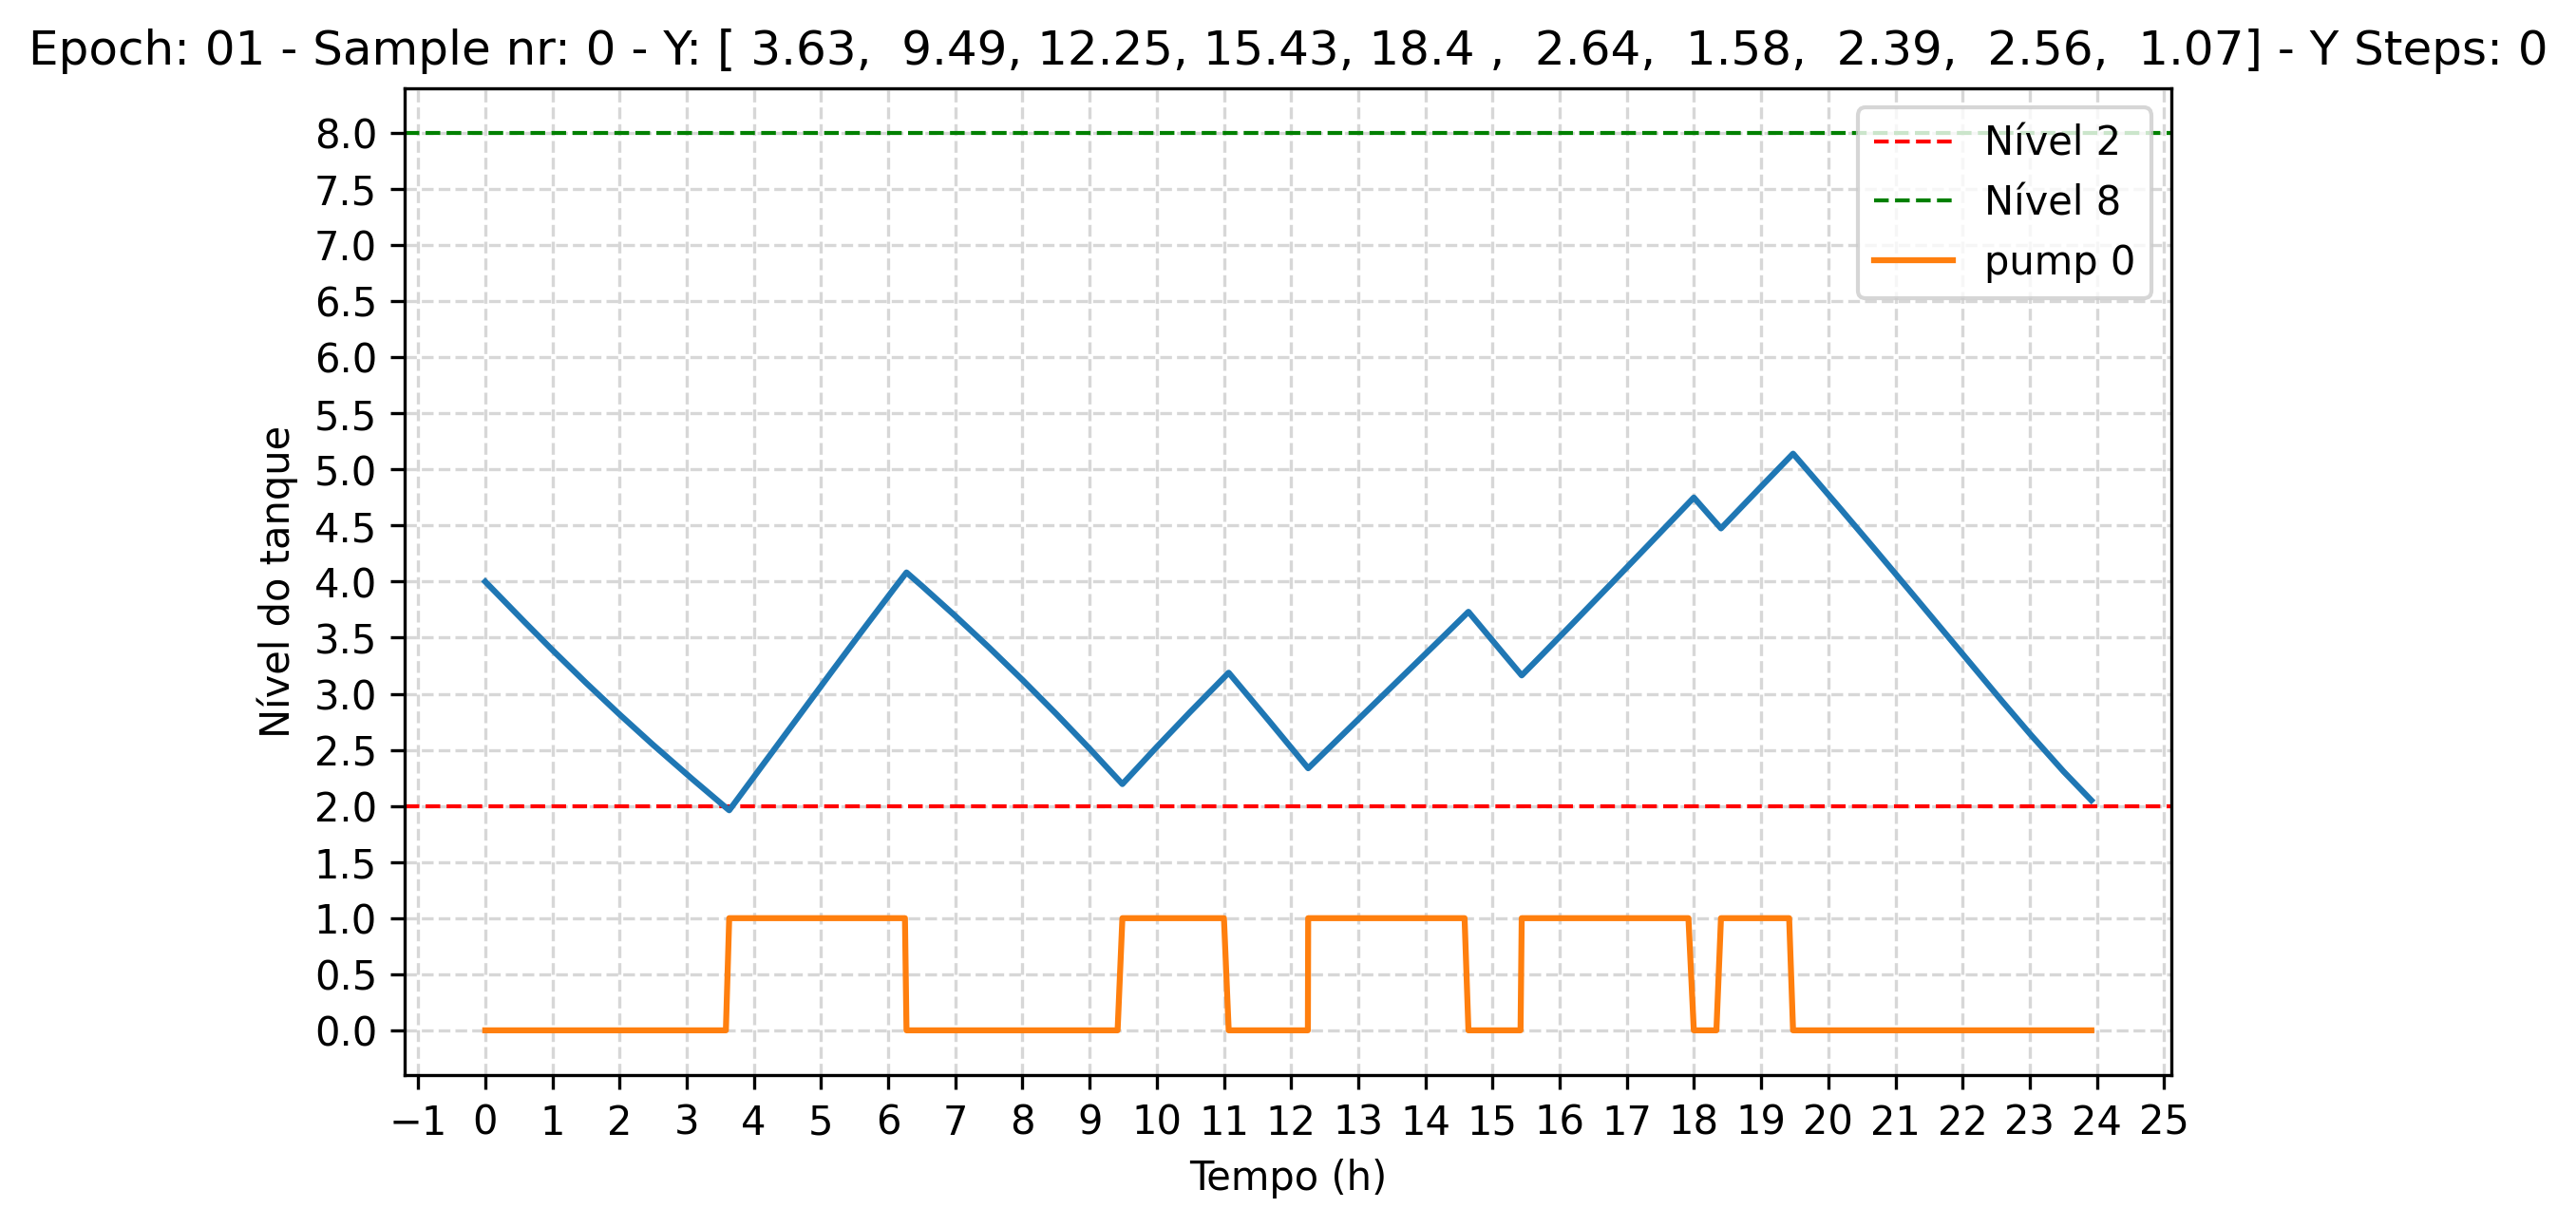 Epoch: 01 - Sample nr: 0 - Y: [ 3.63,  9.49, 12.25, 15.43, 18.4 ,  2.64,  1.58,  2.39,  2.56,  1.07] - Y Steps: 0
8.0
7.5
7.0
6.5
6.0
5.5
5.0
4.5
4.0
3.5
3.0
2.5
2.0
1.5
1.0
0.5
0.0
Nível do tanque
Nível 2
Nível 8
pump 0
−1 0 1 2 3 4 5 6 7 8 9 10 11 12 13 14 15 16 17 18 19 20 21 22 23 24 25
Tempo (h)